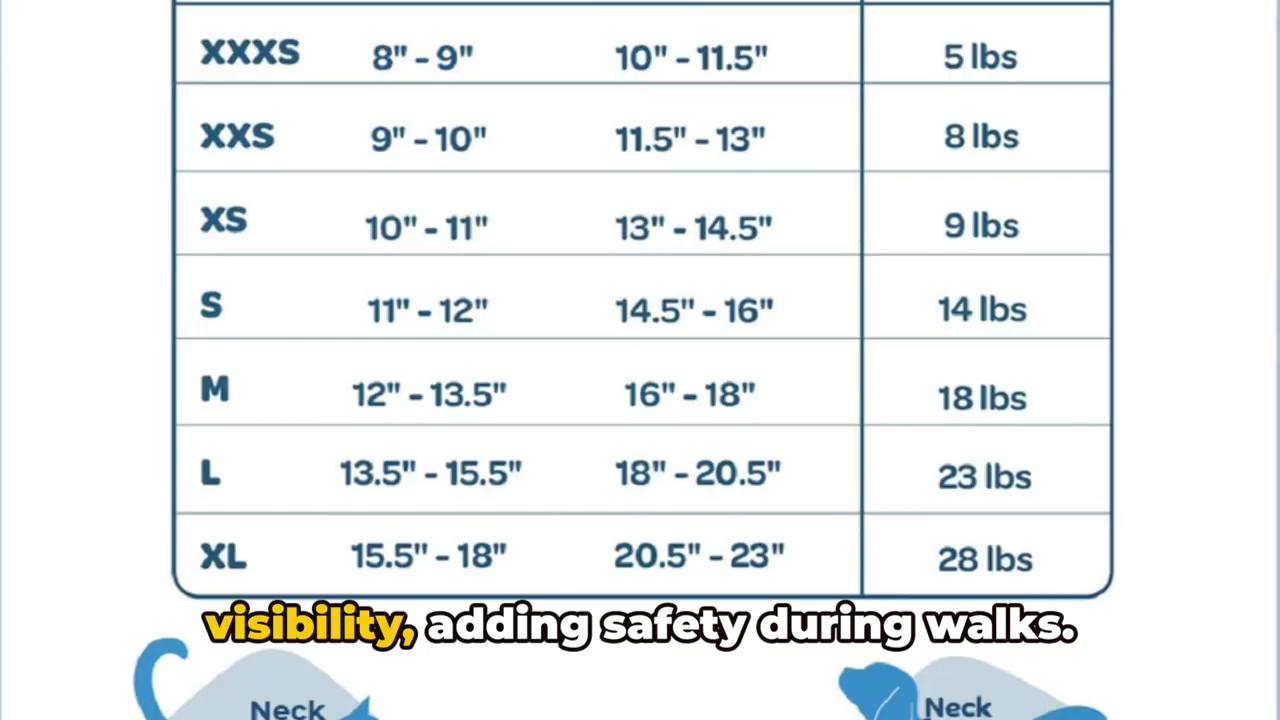 XXXS 8" - 9" 10" - 11.5" 5 lbs
XXS 9" - 10" 11.5" - 13" 8 lbs
XS 10" - 11" 13" - 14.5" 9 lbs
S 11" - 12" 14.5" - 16" 14 lbs
M 12" - 13.5" 16" - 18" 18 lbs
L 13.5" - 15.5" 18" - 20.5" 23 lbs
XL 15.5" - 18" 20.5" - 23" 28 lbs
visibility, adding safety during walks.
Neck Neck